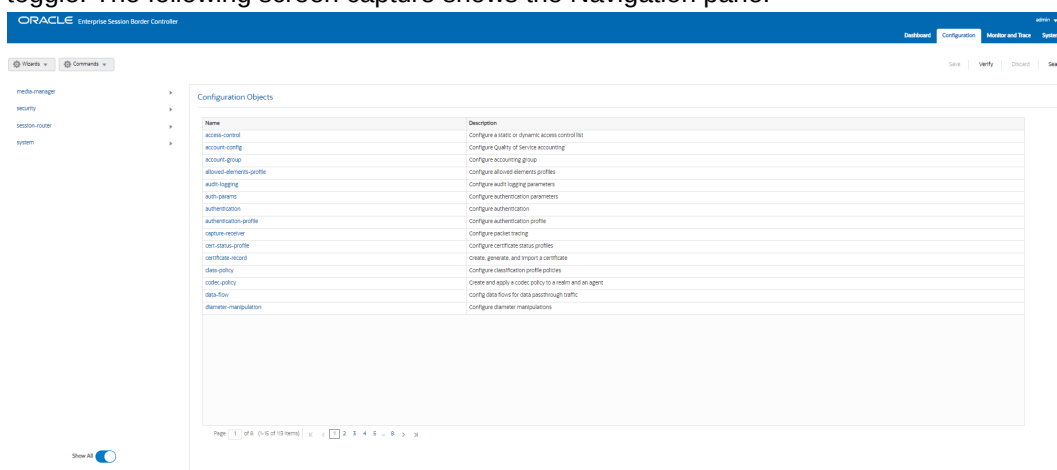 toggle. The following screen capture shows the Navigation panel
ORACLE Enterprise Session Border Controller
admin
Dashboard Configuration Monitor and Trace System
Wizards Commands
Save Verify Discard Sea
media-manager
security
session-router
system
Configuration Objects
Name Description
access-control Configure a static or dynamic access control list
account-config Configure Quality of Service accounting
account-group Configure accounting group
allowed-elements-profile Configure allowed elements profiles
audit-logging Configure audit logging parameters
auth-params Configure authentication parameters
authentication Configure authentication
authentication-profile Configure authentication profile
capture-receiver Configure packet tracing
cert-status-profile Configure certificate status profiles
certificate-record Create, generate, and import a certificate
class-policy Configure classification profile policies
codec-policy Create and apply a codec policy to a realm and an agent
data-flow Config data flows for data passthrough traffic
diameter-manipulation Configure diameter manipulations
Page 1 of 8 (1-15 of 113 items) 1 2 3 4 5 ... 8
Show All